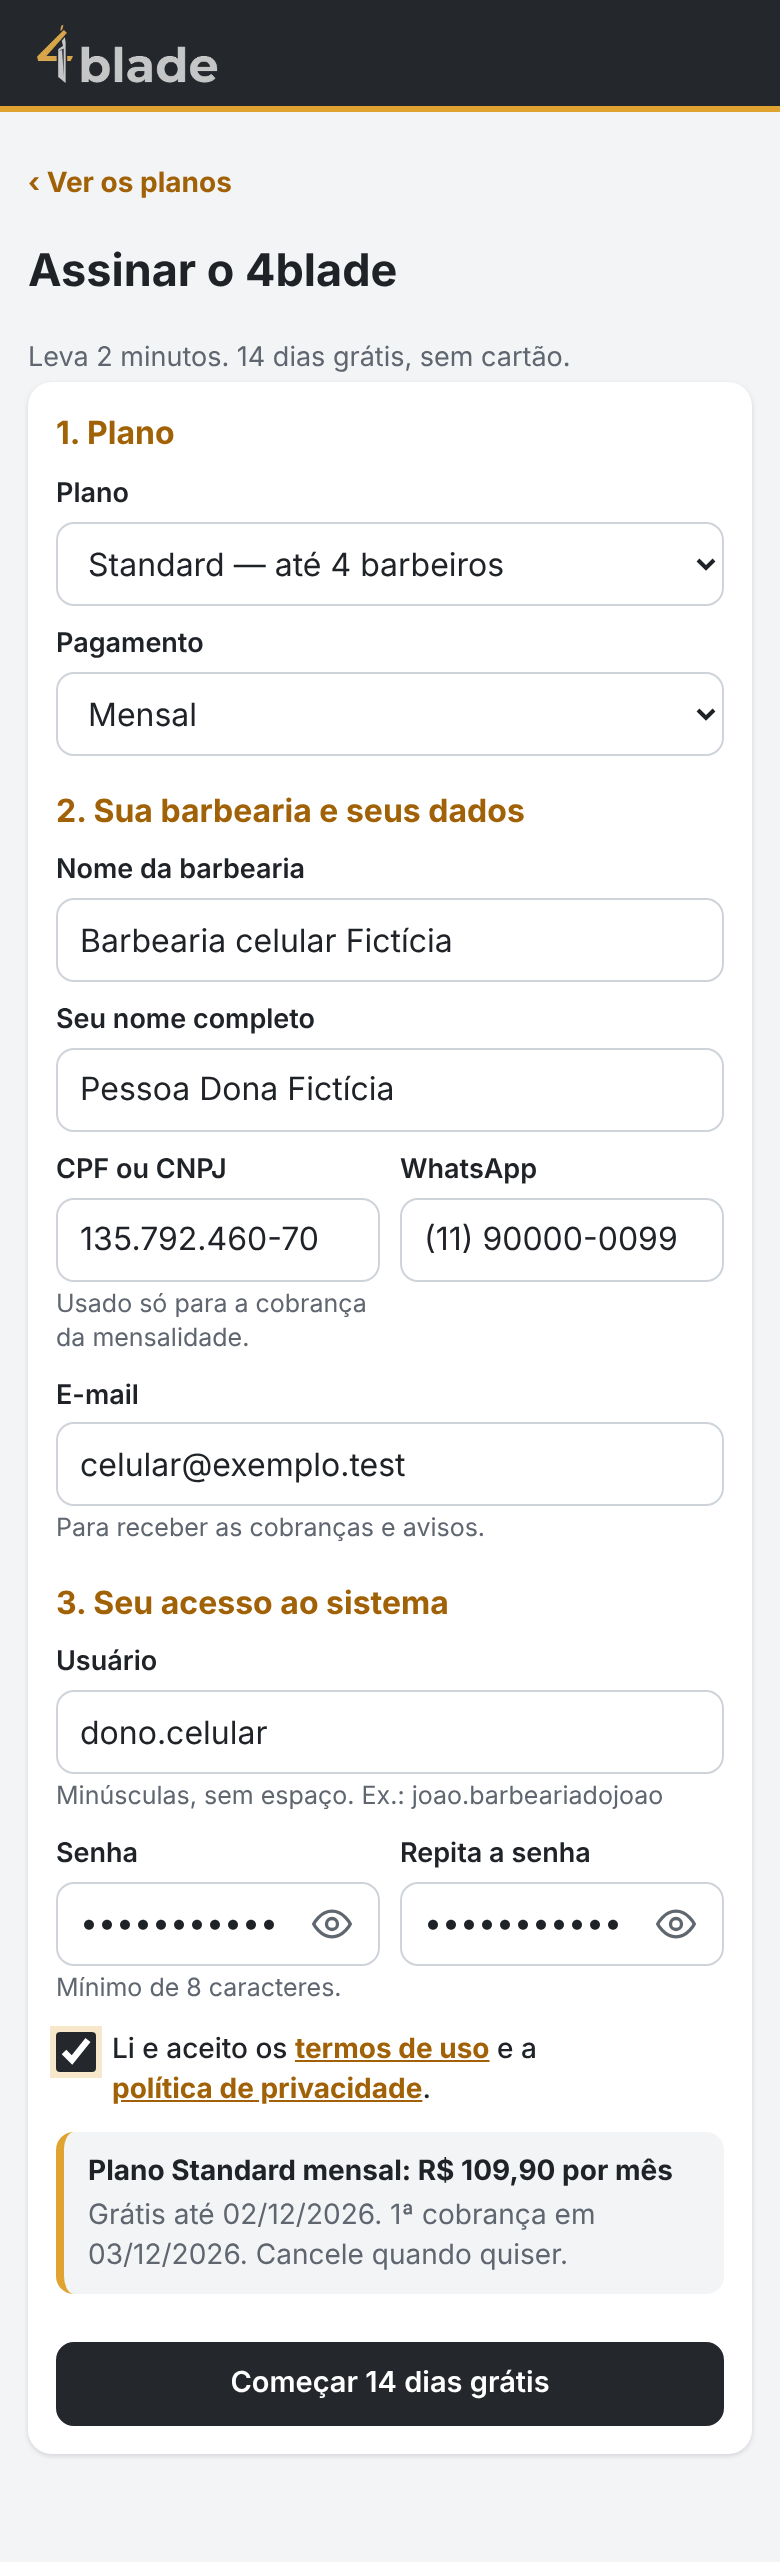 4blade
‹ Ver os planos
Assinar o 4blade
Leva 2 minutos. 14 dias grátis, sem cartão.
1. Plano
Plano
Standard — até 4 barbeiros
Pagamento
Mensal
2. Sua barbearia e seus dados
Nome da barbearia
Barbearia celular Fictícia
Seu nome completo
Pessoa Dona Fictícia
CPF ou CNPJ WhatsApp
135.792.460-70 (11) 90000-0099
Usado só para a cobrança
da mensalidade.
E-mail
celular@exemplo.test
Para receber as cobranças e avisos.
3. Seu acesso ao sistema
Usuário
dono.celular
Minúsculas, sem espaço. Ex.: joao.barbeariadojoao
Senha Repita a senha
••••••••••• •••••••••••
Mínimo de 8 caracteres.
Li e aceito os termos de uso e a
política de privacidade.
Plano Standard mensal: R$ 109,90 por mês
Grátis até 02/12/2026. 1ª cobrança em
03/12/2026. Cancele quando quiser.
Começar 14 dias grátis